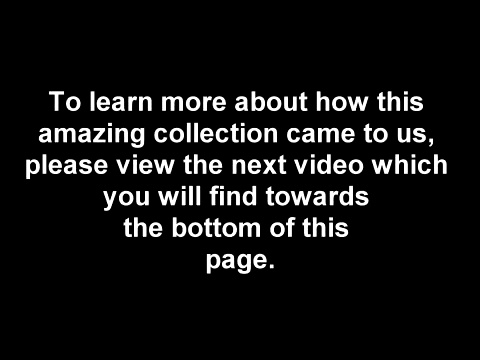 To learn more about how this
amazing collection came to us,
please view the next video which
you will find towards
the bottom of this
page.